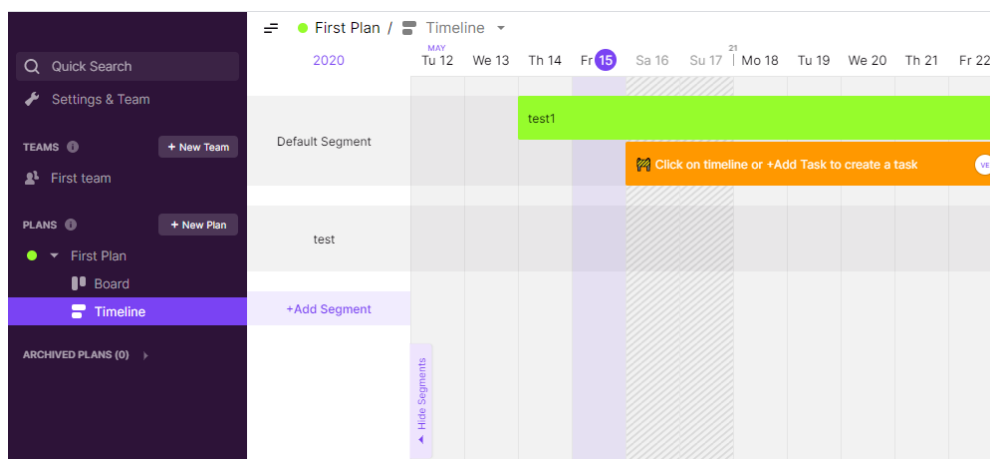 First Plan / Timeline
Quick Search
Settings & Team
TEAMS
+ New Team
First team
PLANS
+ New Plan
First Plan
Board
Timeline
ARCHIVED PLANS (0)
2020
MAY
21
Tu 12 We 13 Th 14 Fr 15 Sa 16 Su 17 Mo 18 Tu 19 We 20 Th 21 Fr 22
Default Segment
test1
Click on timeline or +Add Task to create a task
VE
test
+Add Segment
Hide Segments